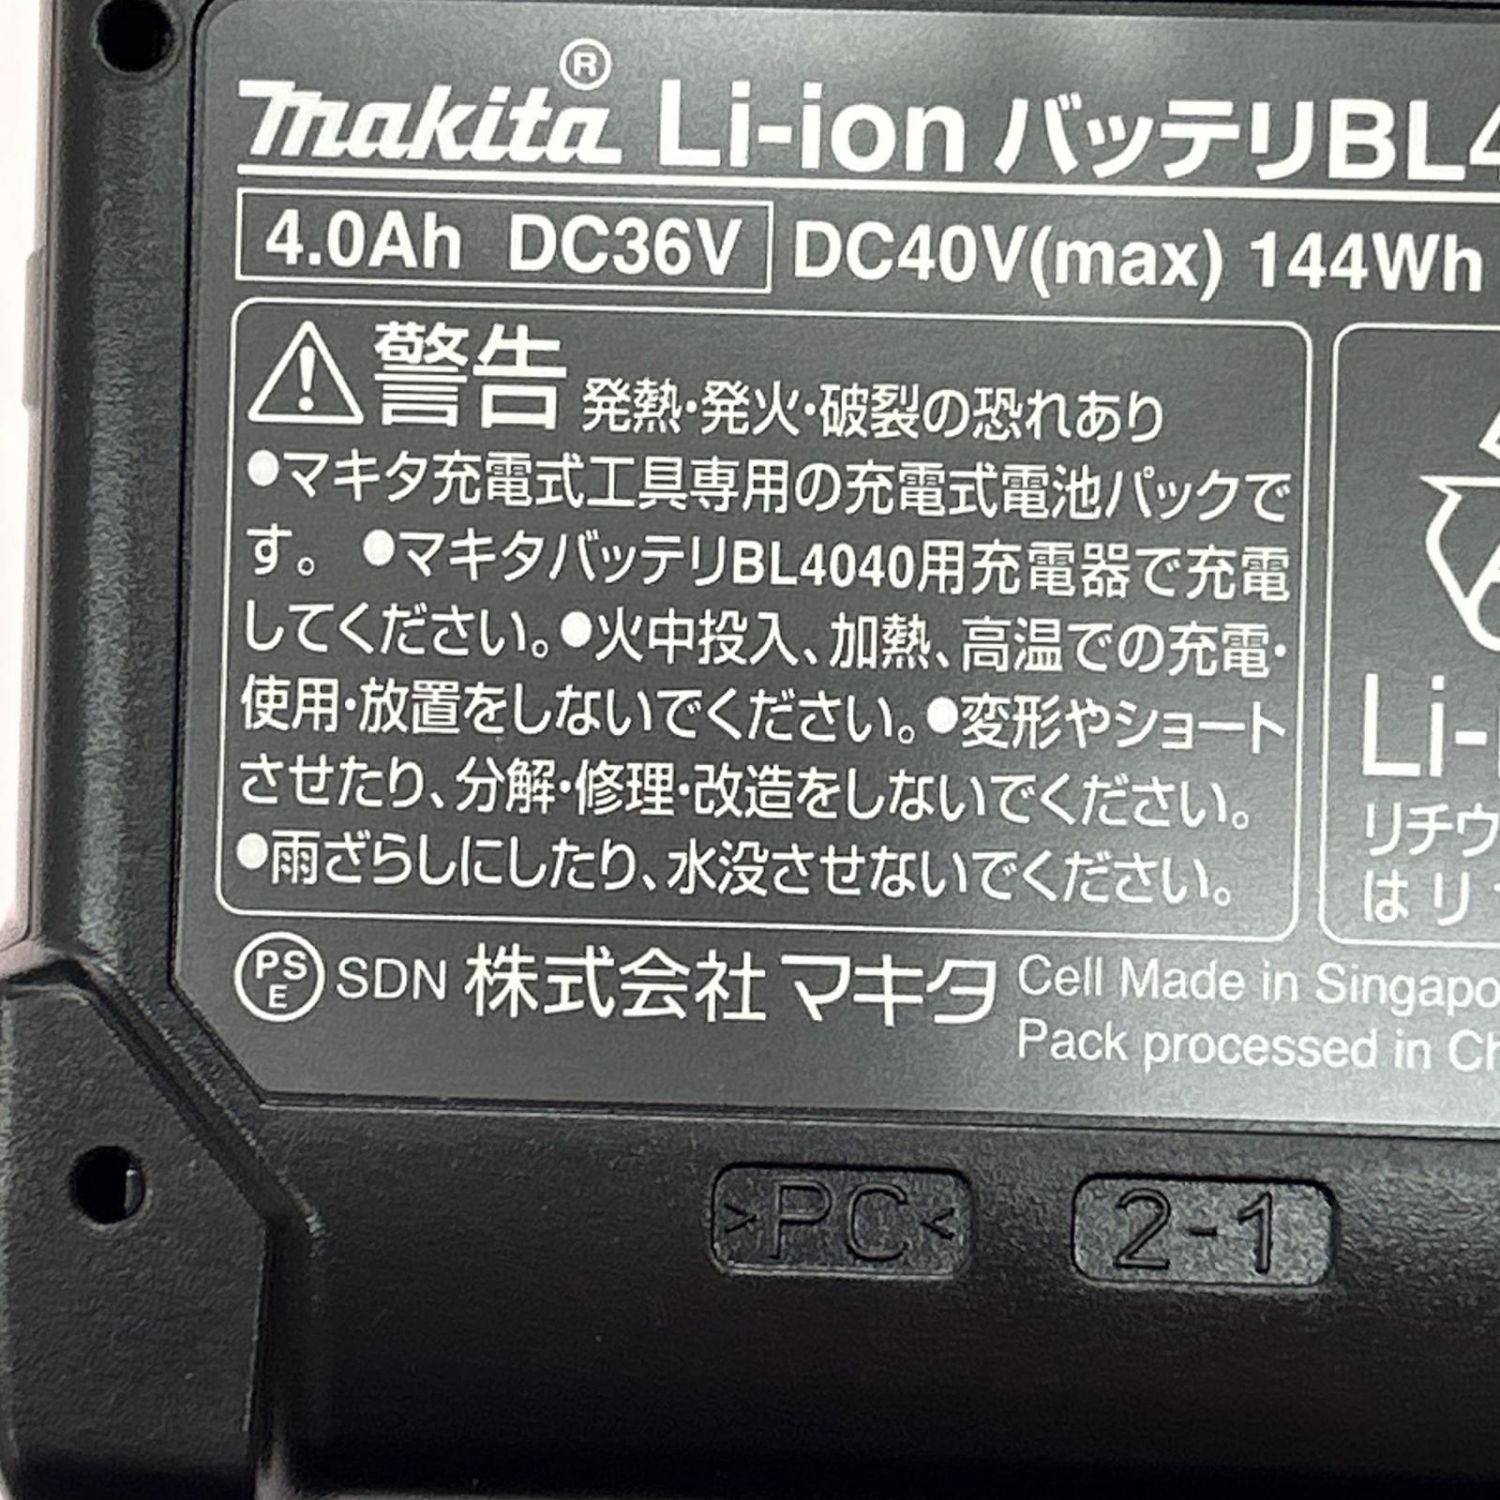 makita® Li-ion バッテリBL4
4.0Ah DC36V DC40V(max) 144Wh
警告 発熱・発火・破裂の恐れあり
●マキタ充電式工具専用の充電式電池パックで
す。 ●マキタバッテリBL4040用充電器で充電
してください。●火中投入、加熱、高温での充電・
使用・放置をしないでください。●変形やショート
させたり、分解・修理・改造をしないでください。
●雨ざらしにしたり、水没させないでください。
Li-
リチウ
は リ
PSE SDN 株式会社 マキタ Cell Made in Singapo
Pack processed in Ch
>PC< 2-1